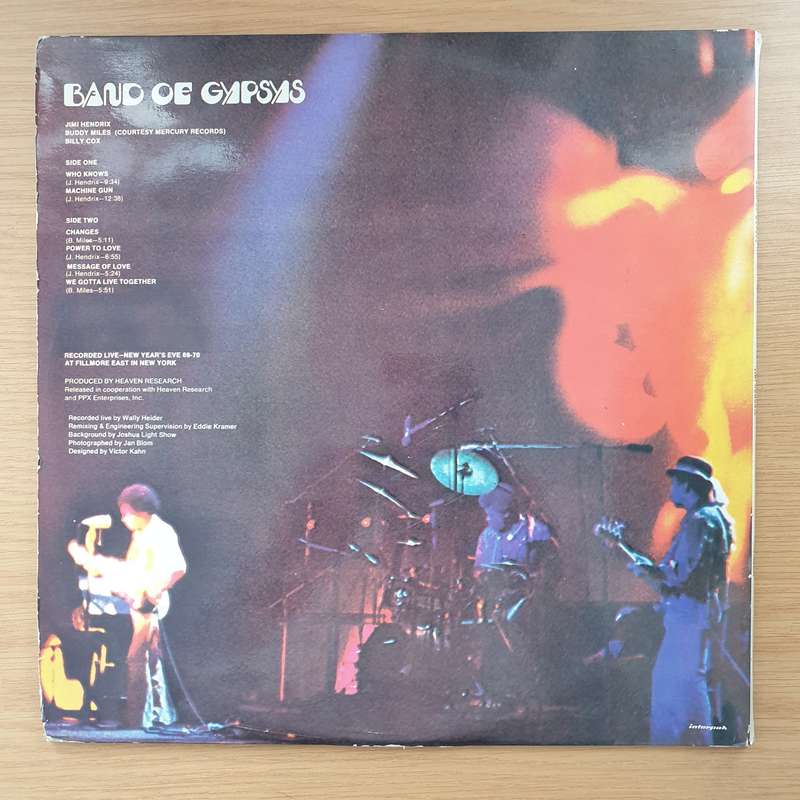 BAND OF GYPSYS
JIMI HENDRIX
BUDDY MILES (COURTESY MERCURY RECORDS)
BILLY COX
SIDE ONE
WHO KNOWS
(J. Hendrix—9:34)
MACHINE GUN
(J. Hendrix—12:38)
SIDE TWO
CHANGES
(B. Miles—5:11)
POWER TO LOVE
(J. Hendrix—6:55)
MESSAGE OF LOVE
(J. Hendrix—5:24)
WE GOTTA LIVE TOGETHER
(B. Miles—5:51)
RECORDED LIVE—NEW YEAR'S EVE 69-70
AT FILLMORE EAST IN NEW YORK
PRODUCED BY HEAVEN RESEARCH
Released in cooperation with Heaven Research
and PPX Enterprises, Inc.
Recorded live by Wally Heider
Remixing & Engineering Supervision by Eddie Kramer
Background by Joshua Light Show
Photographed by Jan Blom
Designed by Victor Kahn
interpak